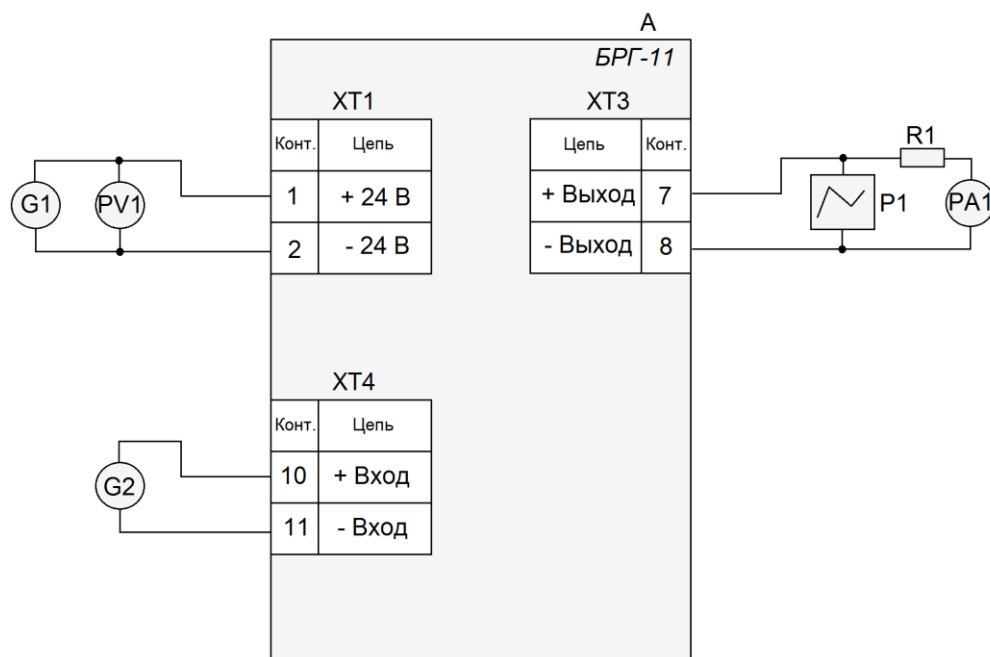 А
БРГ-11
XT1
Конт. Цепь
1 + 24 В
2 - 24 В
G1 PV1
XT3
Цепь Конт.
+ Выход 7
- Выход 8
R1
P1 PA1
XT4
Конт. Цепь
10 + Вход
11 - Вход
G2